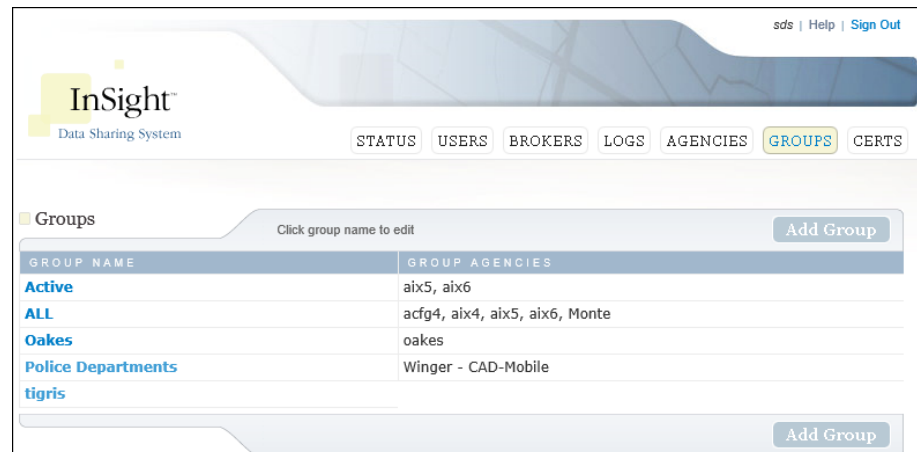 sds | Help | Sign Out
InSight™
Data Sharing System
STATUS USERS BROKERS LOGS AGENCIES GROUPS CERTS
Groups Click group name to edit Add Group
GROUP NAME GROUP AGENCIES
Active aix5, aix6
ALL acfg4, aix4, aix5, aix6, Monte
Oakes oakes
Police Departments Winger - CAD-Mobile
tigris
Add Group